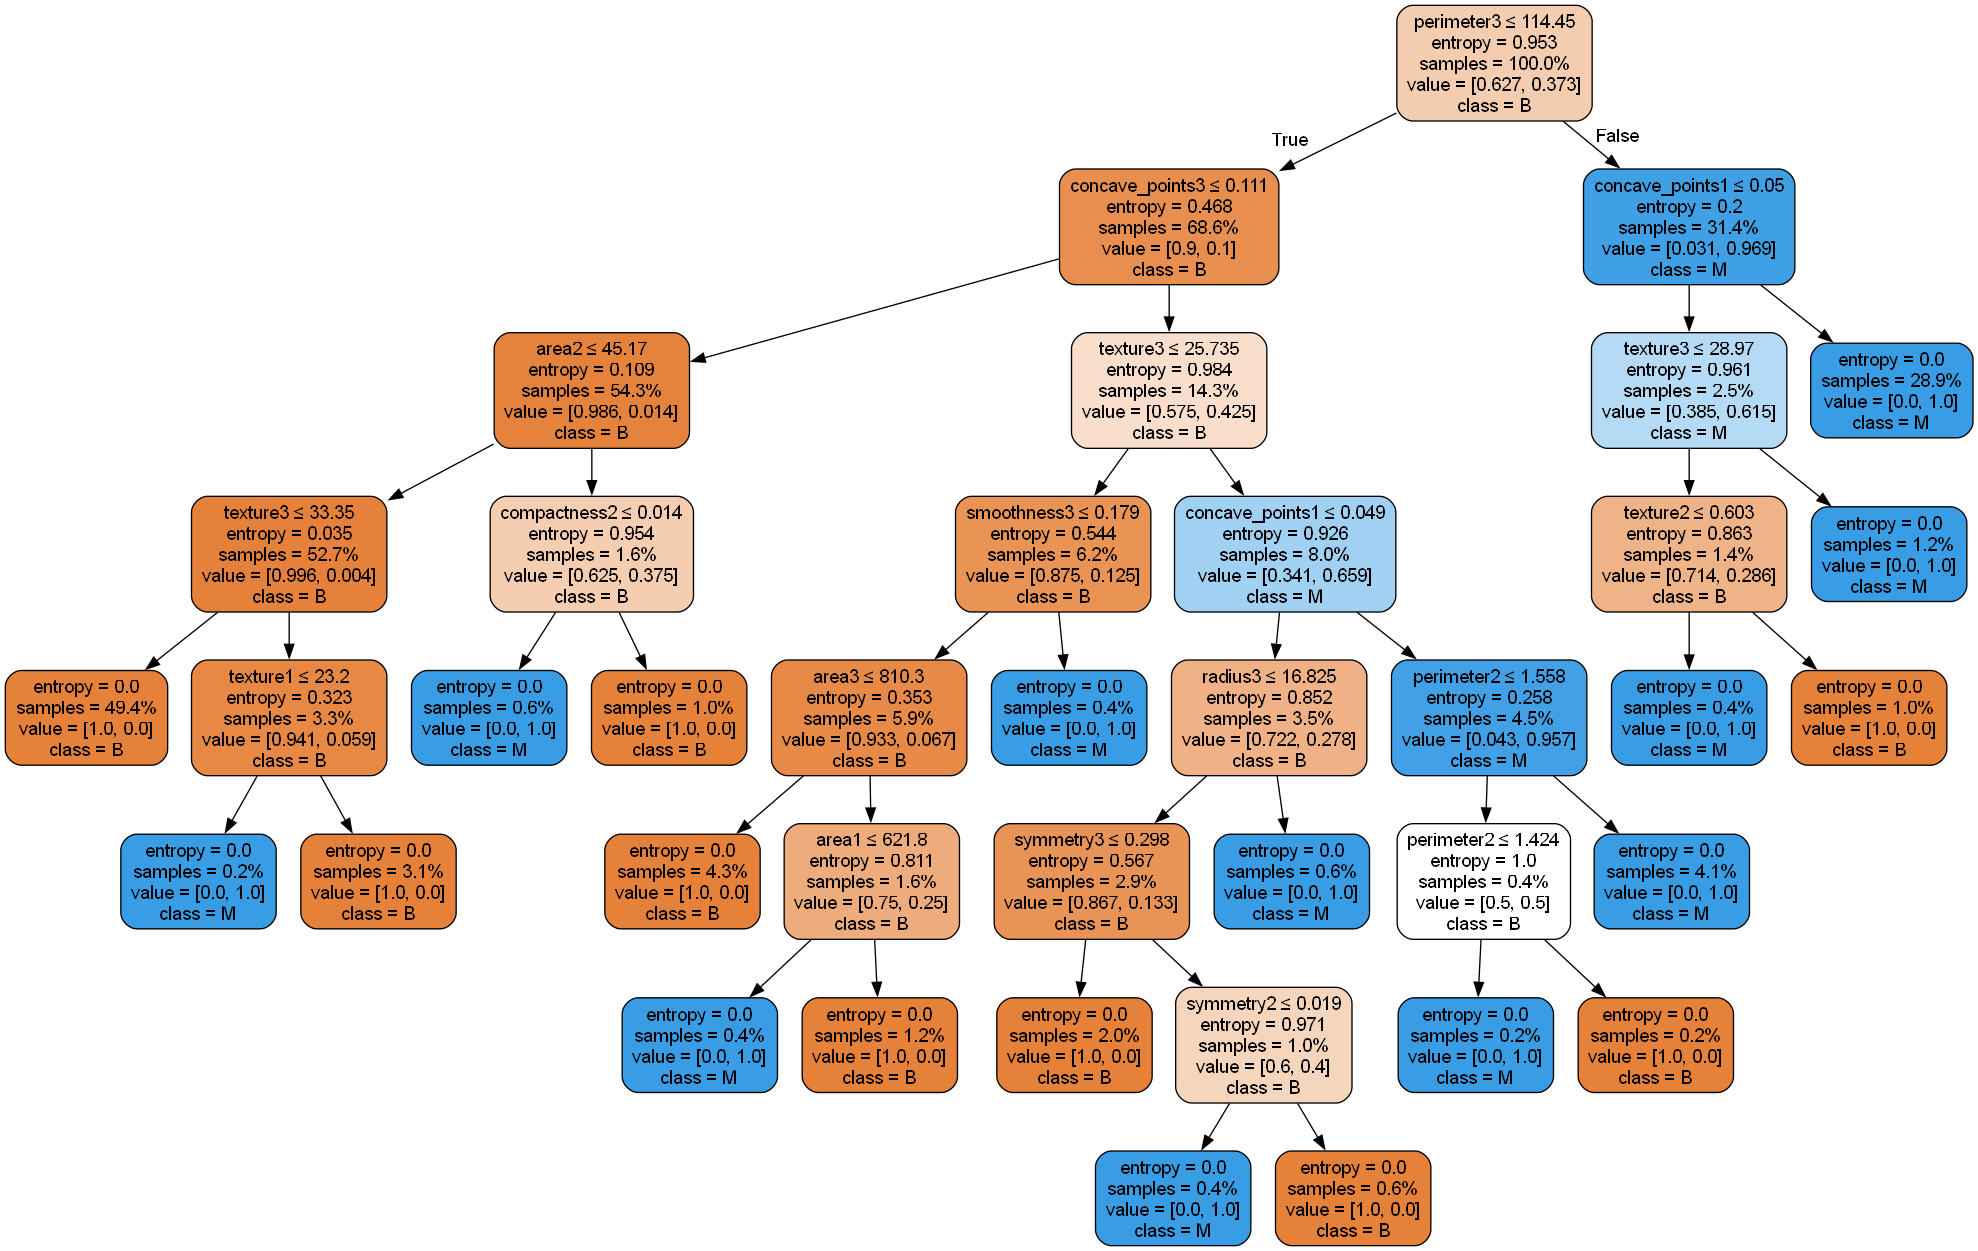 perimeter3 ≤ 114.45
entropy = 0.953
samples = 100.0%
value = [0.627, 0.373]
class = B
True
False
concave_points3 ≤ 0.111
entropy = 0.468
samples = 68.6%
value = [0.9, 0.1]
class = B
concave_points1 ≤ 0.05
entropy = 0.2
samples = 31.4%
value = [0.031, 0.969]
class = M
area2 ≤ 45.17
entropy = 0.109
samples = 54.3%
value = [0.986, 0.014]
class = B
texture3 ≤ 25.735
entropy = 0.984
samples = 14.3%
value = [0.575, 0.425]
class = B
texture3 ≤ 28.97
entropy = 0.961
samples = 2.5%
value = [0.385, 0.615]
class = M
entropy = 0.0
samples = 28.9%
value = [0.0, 1.0]
class = M
texture3 ≤ 33.35
entropy = 0.035
samples = 52.7%
value = [0.996, 0.004]
class = B
compactness2 ≤ 0.014
entropy = 0.954
samples = 1.6%
value = [0.625, 0.375]
class = B
smoothness3 ≤ 0.179
entropy = 0.544
samples = 6.2%
value = [0.875, 0.125]
class = B
concave_points1 ≤ 0.049
entropy = 0.926
samples = 8.0%
value = [0.341, 0.659]
class = M
texture2 ≤ 0.603
entropy = 0.863
samples = 1.4%
value = [0.714, 0.286]
class = B
entropy = 0.0
samples = 1.2%
value = [0.0, 1.0]
class = M
entropy = 0.0
samples = 49.4%
value = [1.0, 0.0]
class = B
texture1 ≤ 23.2
entropy = 0.323
samples = 3.3%
value = [0.941, 0.059]
class = B
entropy = 0.0
samples = 0.6%
value = [0.0, 1.0]
class = M
entropy = 0.0
samples = 1.0%
value = [1.0, 0.0]
class = B
area3 ≤ 810.3
entropy = 0.353
samples = 5.9%
value = [0.933, 0.067]
class = B
entropy = 0.0
samples = 0.4%
value = [0.0, 1.0]
class = M
radius3 ≤ 16.825
entropy = 0.852
samples = 3.5%
value = [0.722, 0.278]
class = B
perimeter2 ≤ 1.558
entropy = 0.258
samples = 4.5%
value = [0.043, 0.957]
class = M
entropy = 0.0
samples = 0.4%
value = [0.0, 1.0]
class = M
entropy = 0.0
samples = 1.0%
value = [1.0, 0.0]
class = B
entropy = 0.0
samples = 0.2%
value = [0.0, 1.0]
class = M
entropy = 0.0
samples = 3.1%
value = [1.0, 0.0]
class = B
entropy = 0.0
samples = 4.3%
value = [1.0, 0.0]
class = B
area1 ≤ 621.8
entropy = 0.811
samples = 1.6%
value = [0.75, 0.25]
class = B
symmetry3 ≤ 0.298
entropy = 0.567
samples = 2.9%
value = [0.867, 0.133]
class = B
entropy = 0.0
samples = 0.6%
value = [0.0, 1.0]
class = M
perimeter2 ≤ 1.424
entropy = 1.0
samples = 0.4%
value = [0.5, 0.5]
class = B
entropy = 0.0
samples = 4.1%
value = [0.0, 1.0]
class = M
entropy = 0.0
samples = 0.4%
value = [0.0, 1.0]
class = M
entropy = 0.0
samples = 1.2%
value = [1.0, 0.0]
class = B
entropy = 0.0
samples = 2.0%
value = [1.0, 0.0]
class = B
symmetry2 ≤ 0.019
entropy = 0.971
samples = 1.0%
value = [0.6, 0.4]
class = B
entropy = 0.0
samples = 0.2%
value = [0.0, 1.0]
class = M
entropy = 0.0
samples = 0.2%
value = [1.0, 0.0]
class = B
entropy = 0.0
samples = 0.4%
value = [0.0, 1.0]
class = M
entropy = 0.0
samples = 0.6%
value = [1.0, 0.0]
class = B